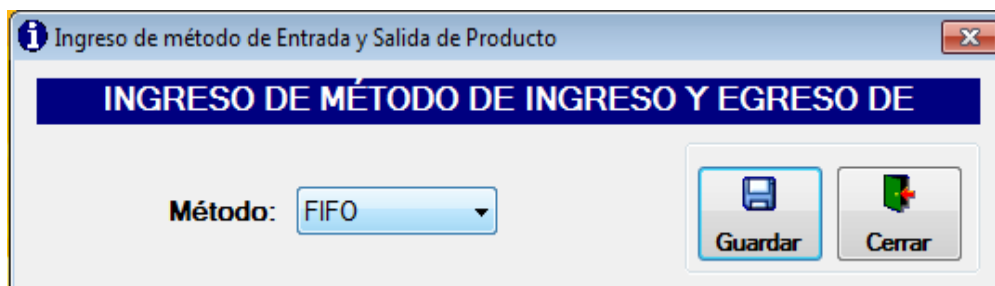 Ingreso de método de Entrada y Salida de Producto
INGRESO DE MÉTODO DE INGRESO Y EGRESO DE
Método: FIFO
Guardar Cerrar